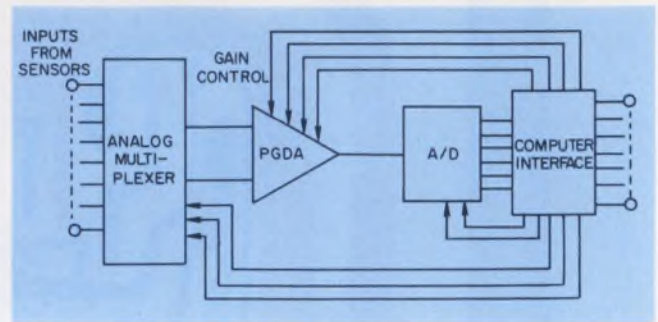 INPUTS
FROM
SENSORS
GAIN
CONTROL
ANALOG
MULTI-
PLEXER
PGDA
A/D
COMPUTER
INTERFACE